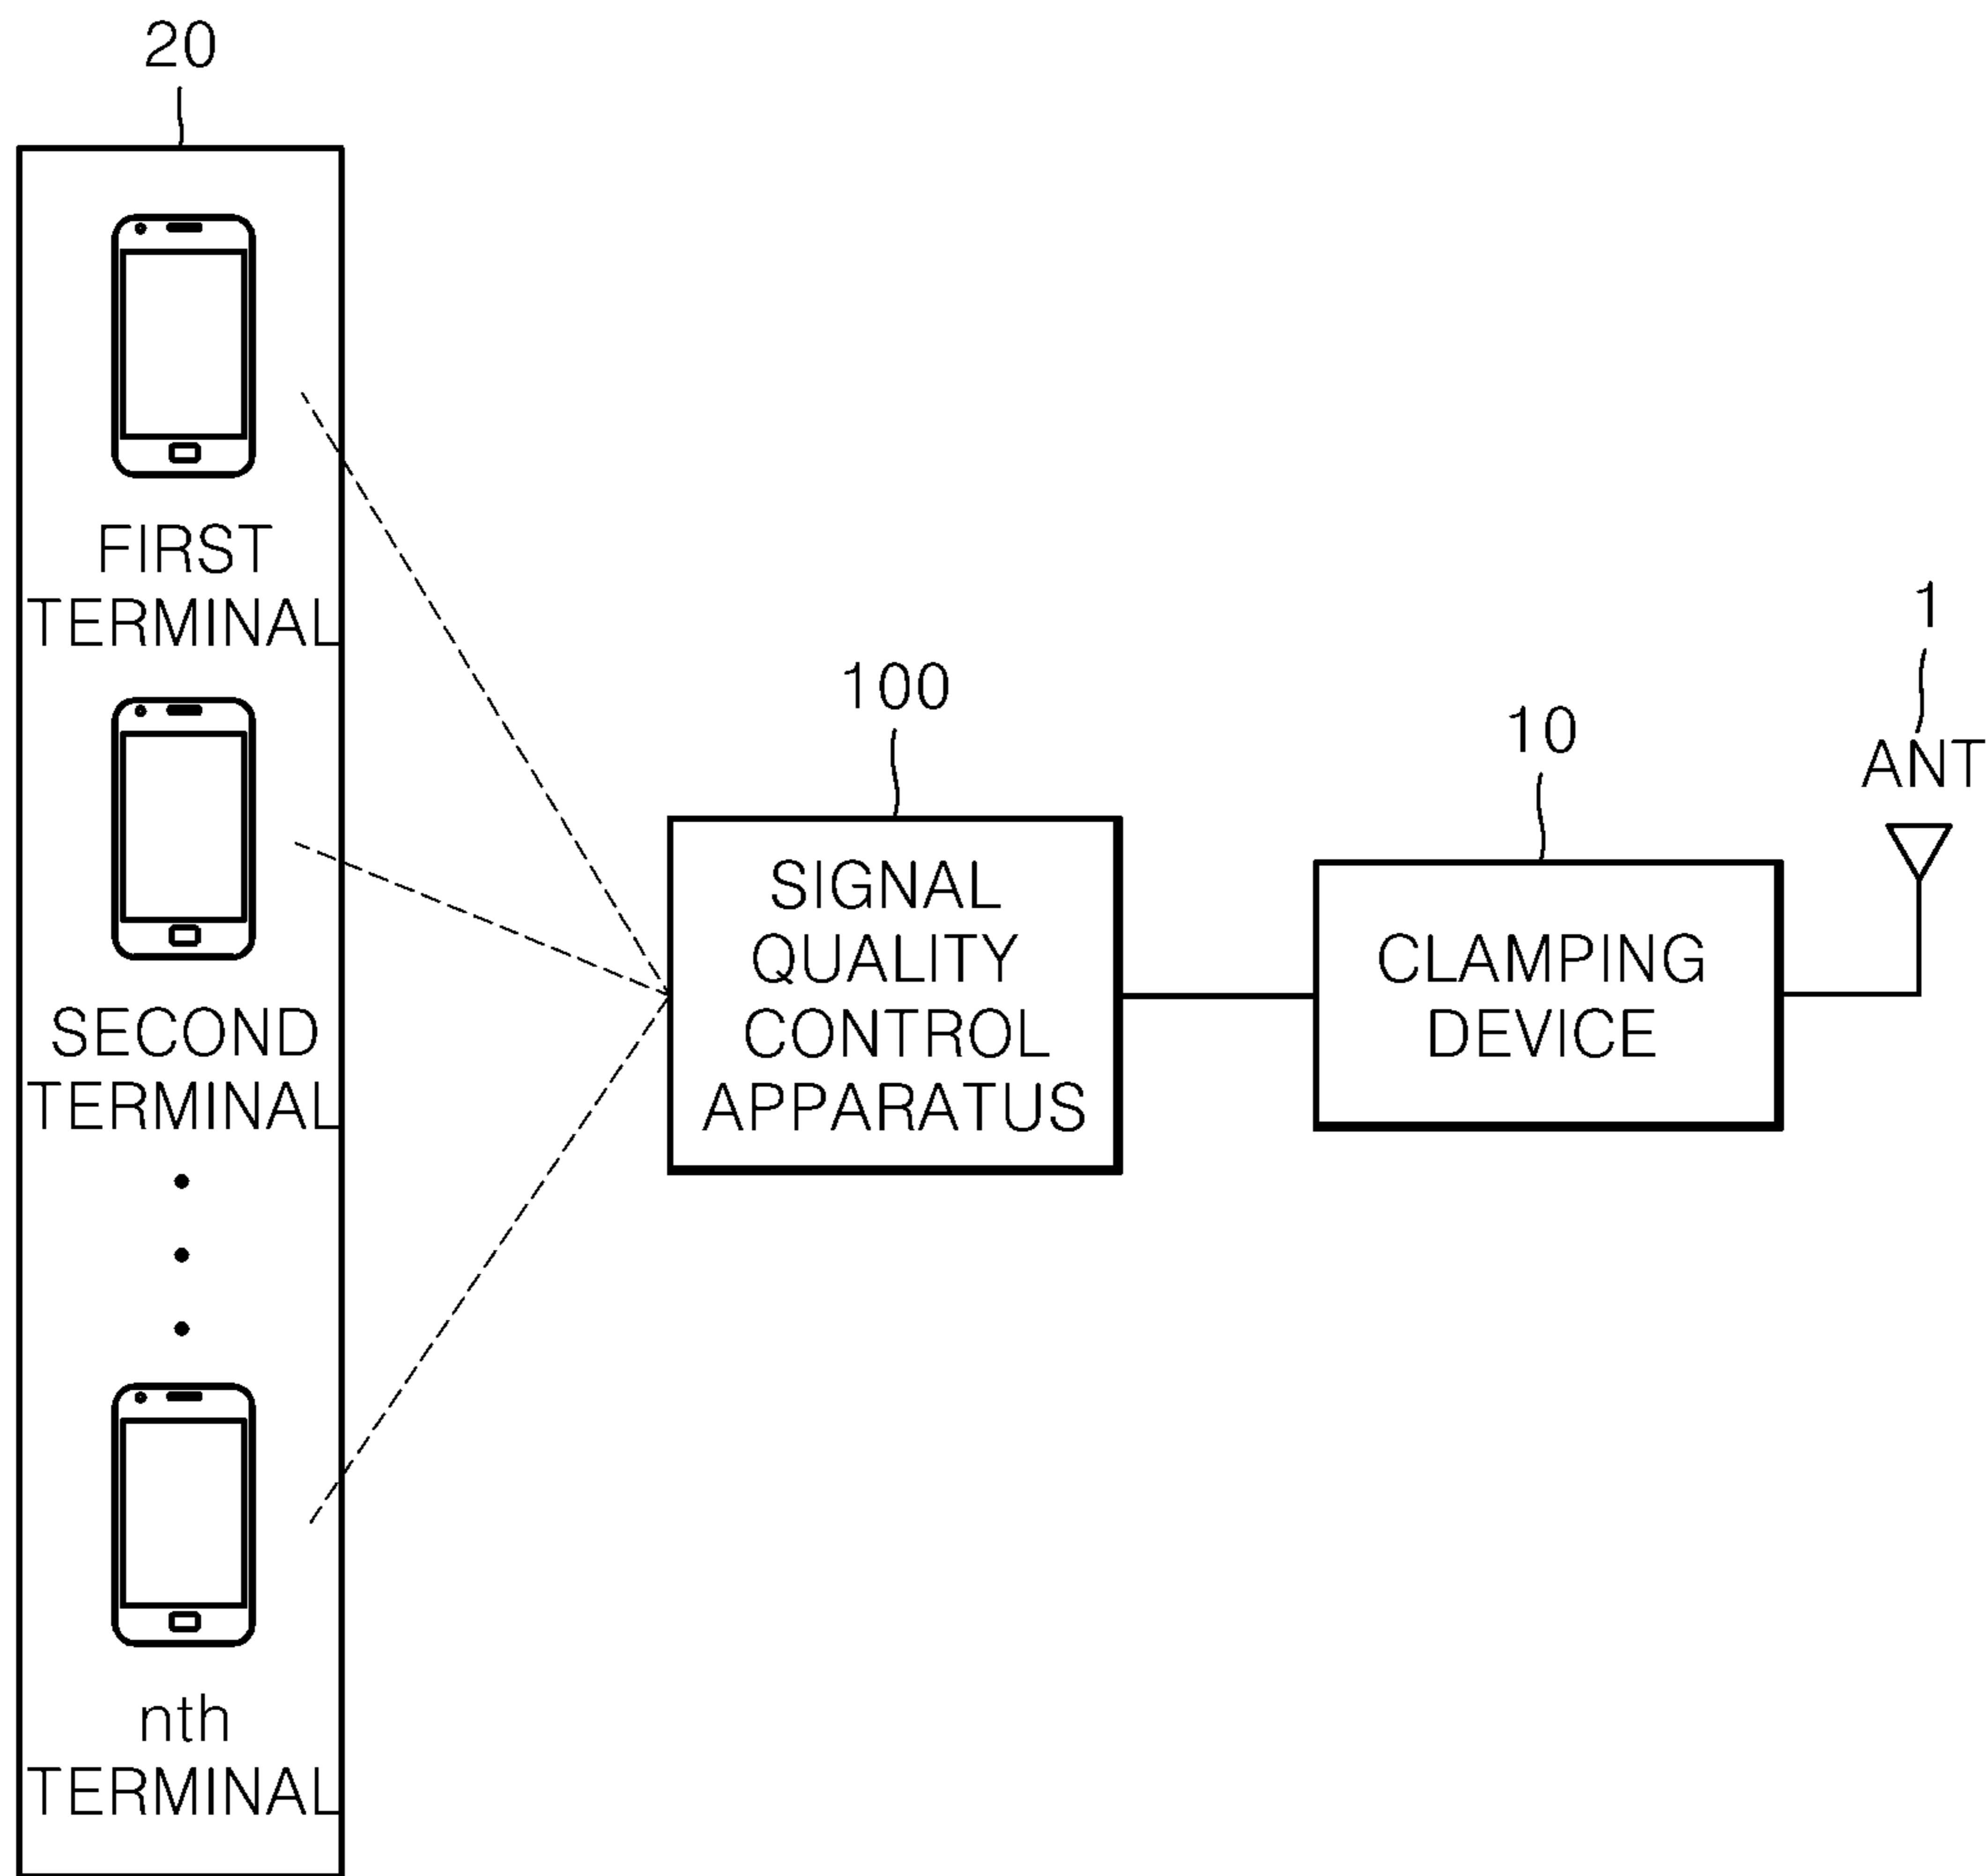 20
FIRST
TERMINAL
SECOND
TERMINAL
nth
TERMINAL
100
SIGNAL
QUALITY
CONTROL
APPARATUS
10
CLAMPING
DEVICE
1
ANT